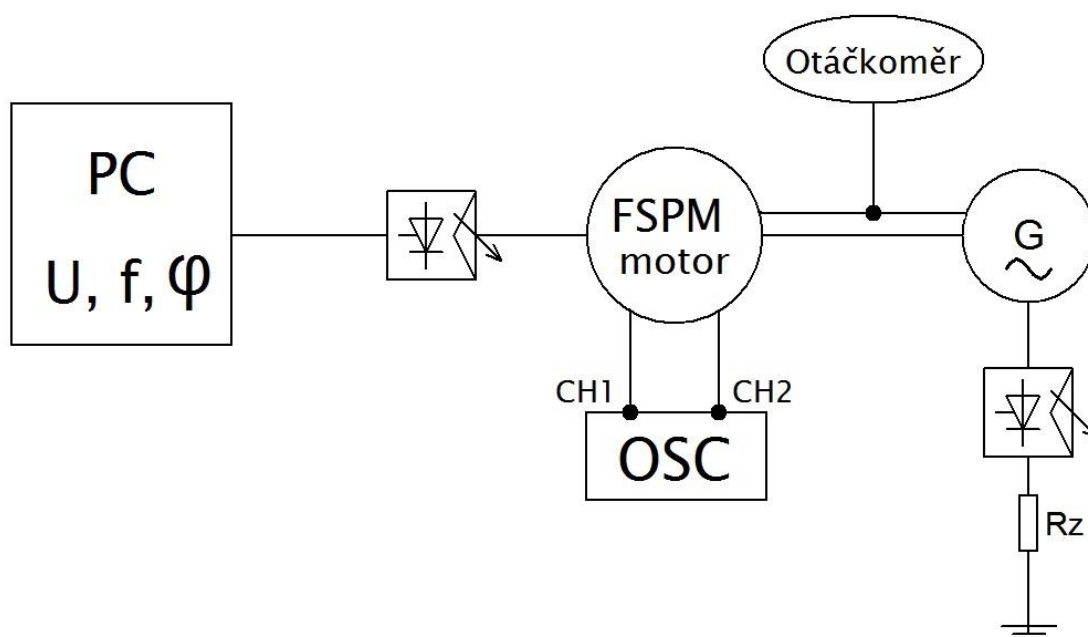 Otáčkoměr
PC
U, f, φ
FSPM
motor
G
CH1
CH2
OSC
Rz